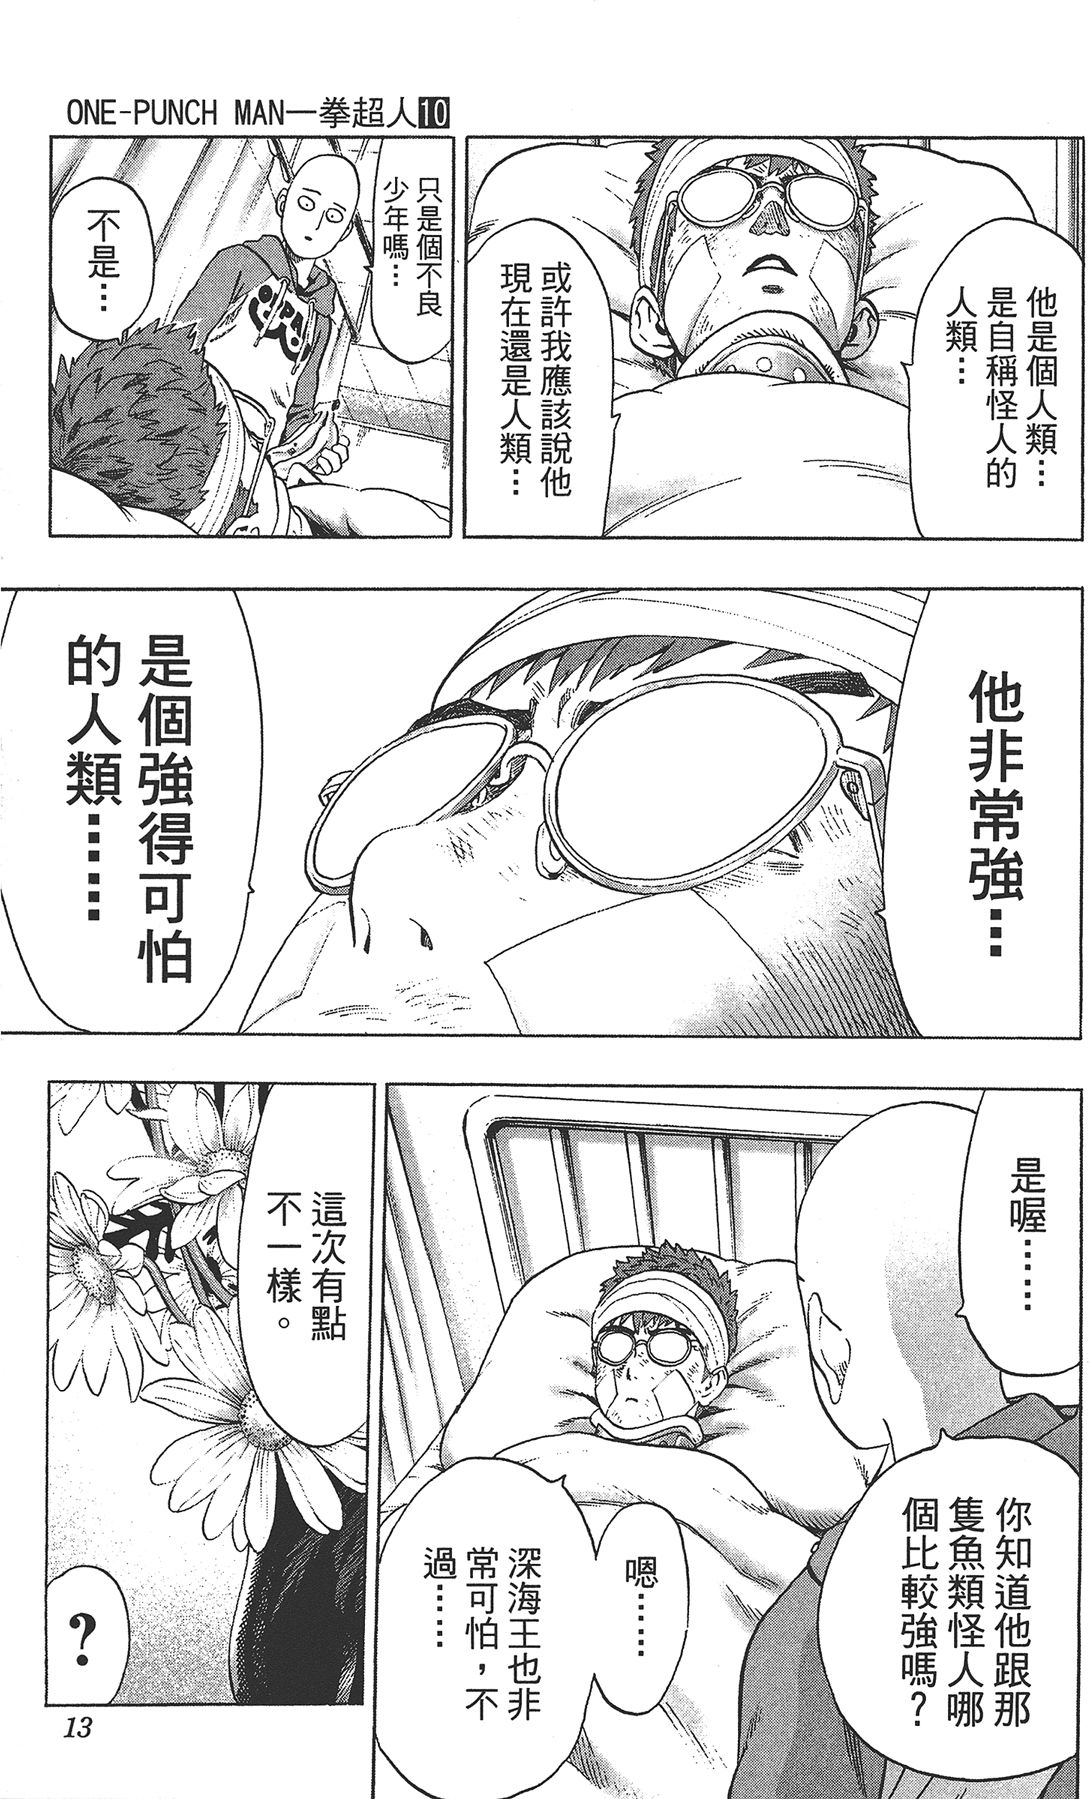 ONE-PUNCH MAN一拳超人10
他是個人類⋯
是自稱怪人的
人類⋯
或許我應該說他
現在還是人類⋯
只是個不良
少年嗎⋯
不是⋯
他非常強⋯
是個強得可怕
的人類⋯⋯
是喔⋯⋯
你知道他跟那
隻魚類怪人哪
個比較強嗎？
嗯⋯⋯
深海王也非
常可怕，不
過⋯⋯
這次有點
不一樣。
？
13